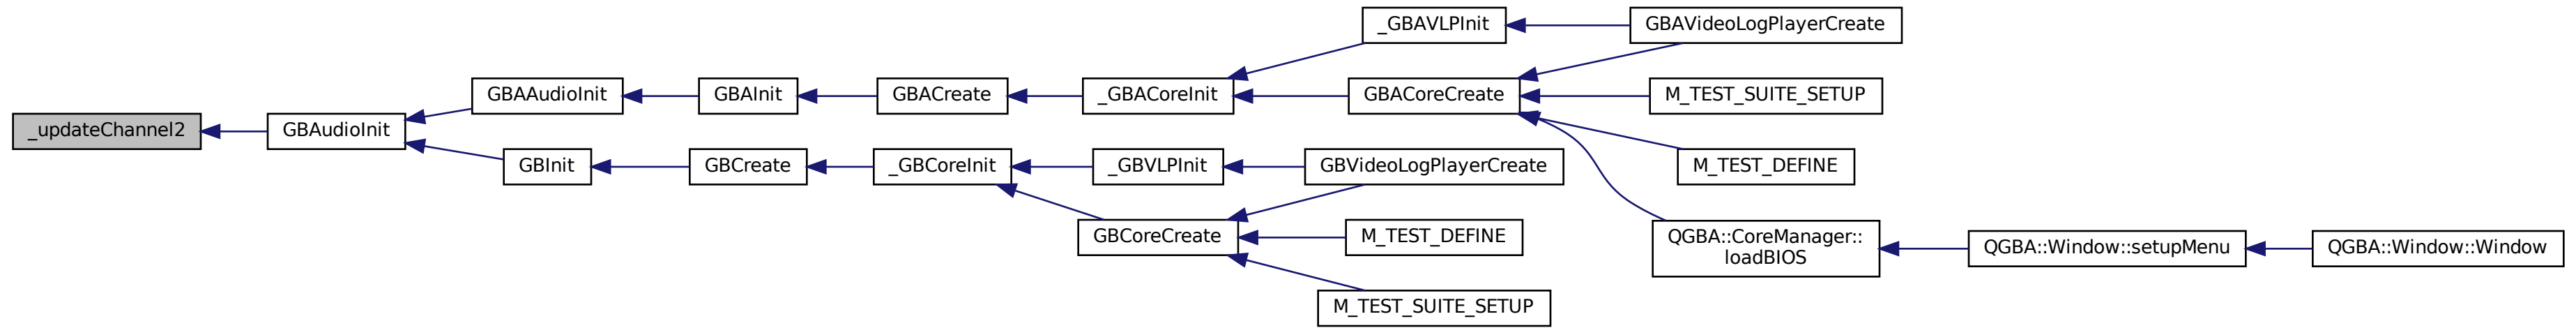 _GBAVLPInit
GBAVideoLogPlayerCreate
GBAAudioInit
GBAInit
GBACreate
_GBACoreInit
GBACoreCreate
M_TEST_SUITE_SETUP
_updateChannel2
GBAudioInit
GBInit
GBCreate
_GBCoreInit
_GBVLPInit
GBVideoLogPlayerCreate
M_TEST_DEFINE
GBCoreCreate
M_TEST_DEFINE
QGBA::CoreManager::
loadBIOS
QGBA::Window::setupMenu
QGBA::Window::Window
M_TEST_SUITE_SETUP